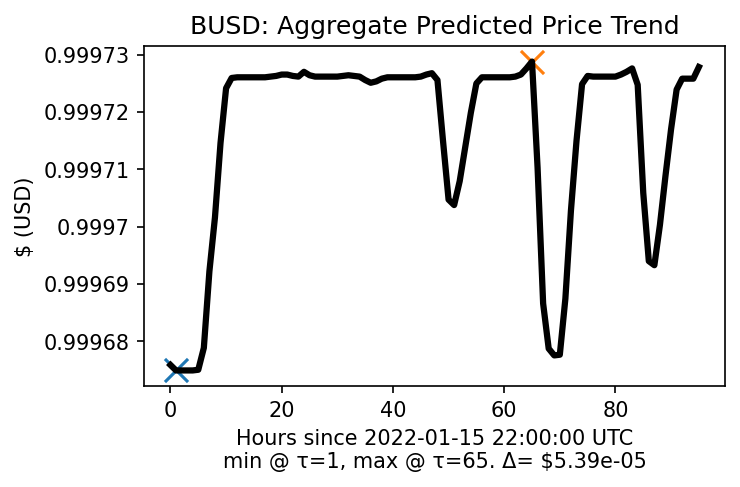 BUSD: Aggregate Predicted Price Trend
0.99973
0.99972
0.99971
0.9997
0.99969
0.99968
$ (USD)
0 20 40 60 80
Hours since 2022-01-15 22:00:00 UTC
min @ τ=1, max @ τ=65. Δ= $5.39e-05